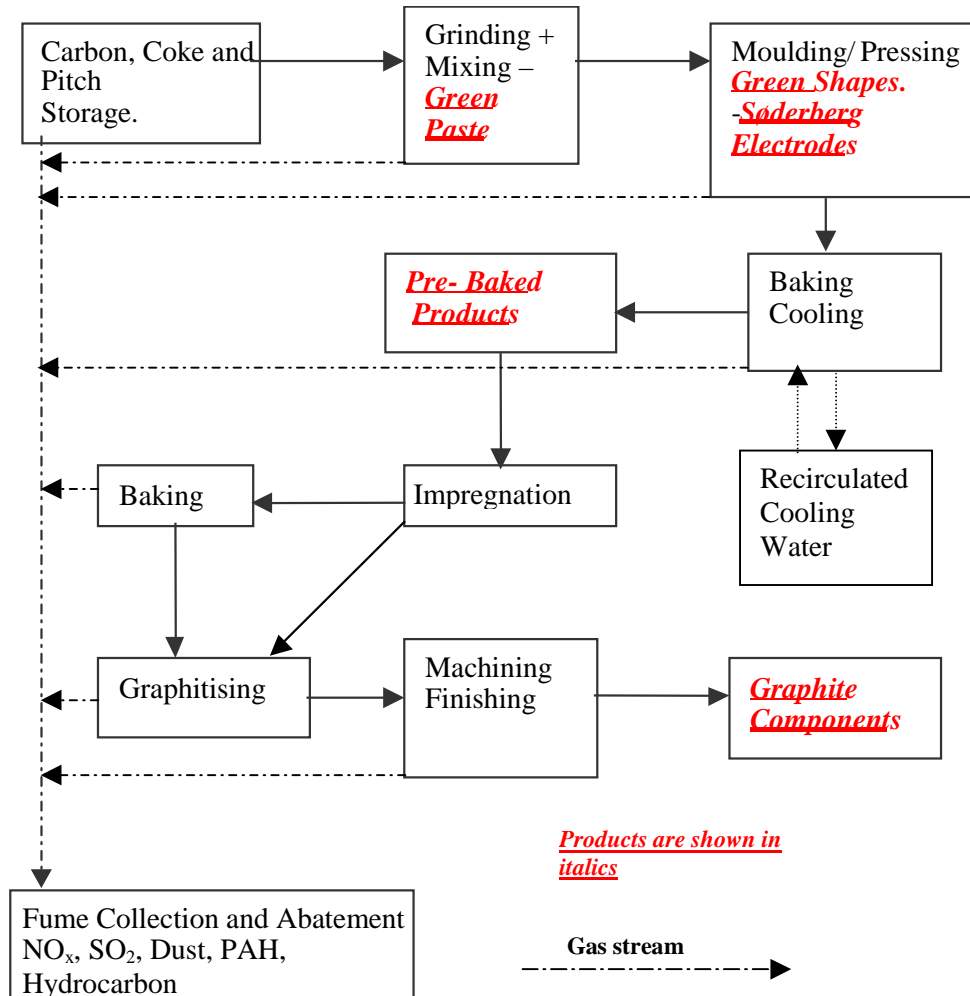 Carbon, Coke and
Pitch
Storage.
Grinding +
Mixing –
Green
Paste
Moulding/ Pressing
Green Shapes.
-Søderberg
Electrodes
Pre- Baked
Products
Baking
Cooling
Baking
Impregnation
Recirculated
Cooling
Water
Graphitising
Machining
Finishing
Graphite
Components
Products are shown in
italics
Fume Collection and Abatement
NOx, SO2, Dust, PAH,
Hydrocarbon
Gas stream